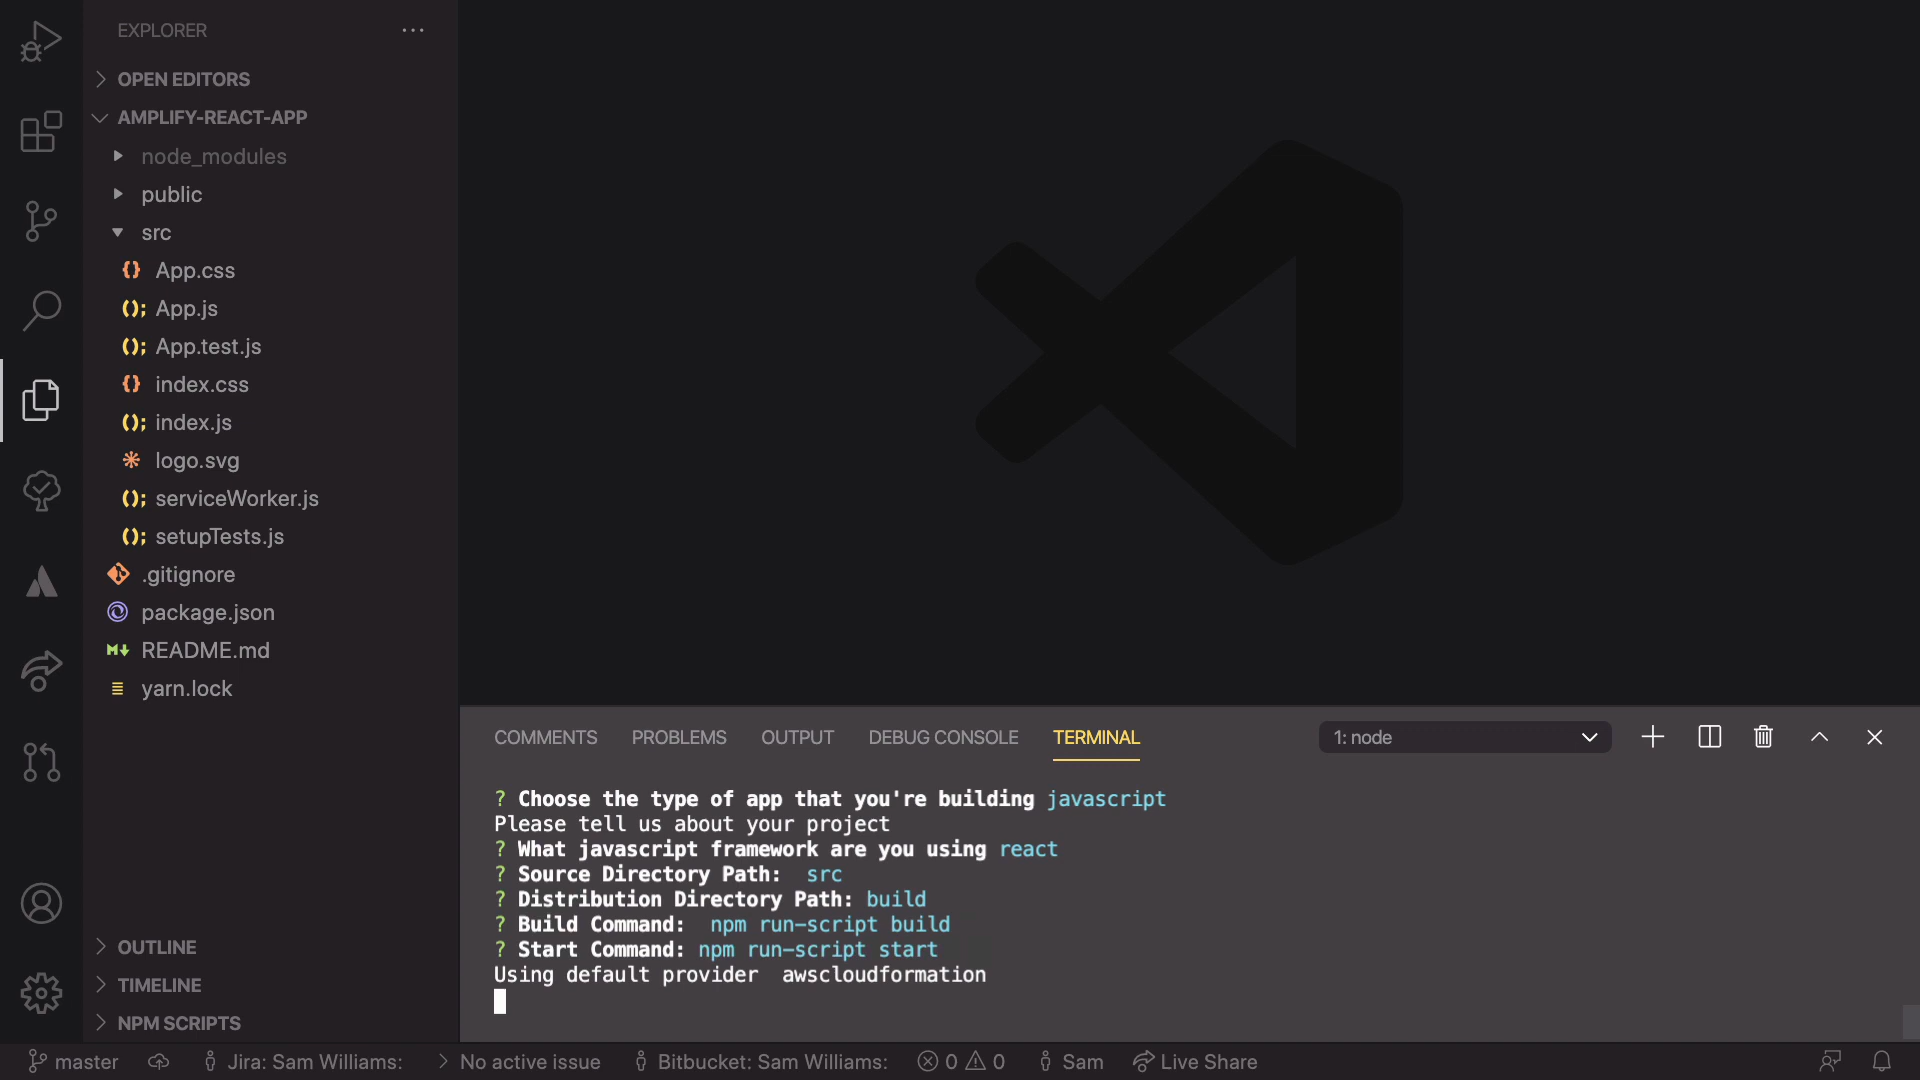 EXPLORER
OPEN EDITORS
AMPLIFY-REACT-APP
node_modules
public
src
App.css
App.js
App.test.js
index.css
index.js
logo.svg
serviceWorker.js
setupTests.js
.gitignore
package.json
README.md
yarn.lock
OUTLINE
TIMELINE
NPM SCRIPTS
COMMENTS PROBLEMS OUTPUT DEBUG CONSOLE TERMINAL 1: node
? Choose the type of app that you're building javascript
Please tell us about your project
? What javascript framework are you using react
? Source Directory Path: src
? Distribution Directory Path: build
? Build Command: npm run-script build
? Start Command: npm run-script start
Using default provider awscloudformation
master Jira: Sam Williams: No active issue Bitbucket: Sam Williams: 0 0 Sam Live Share